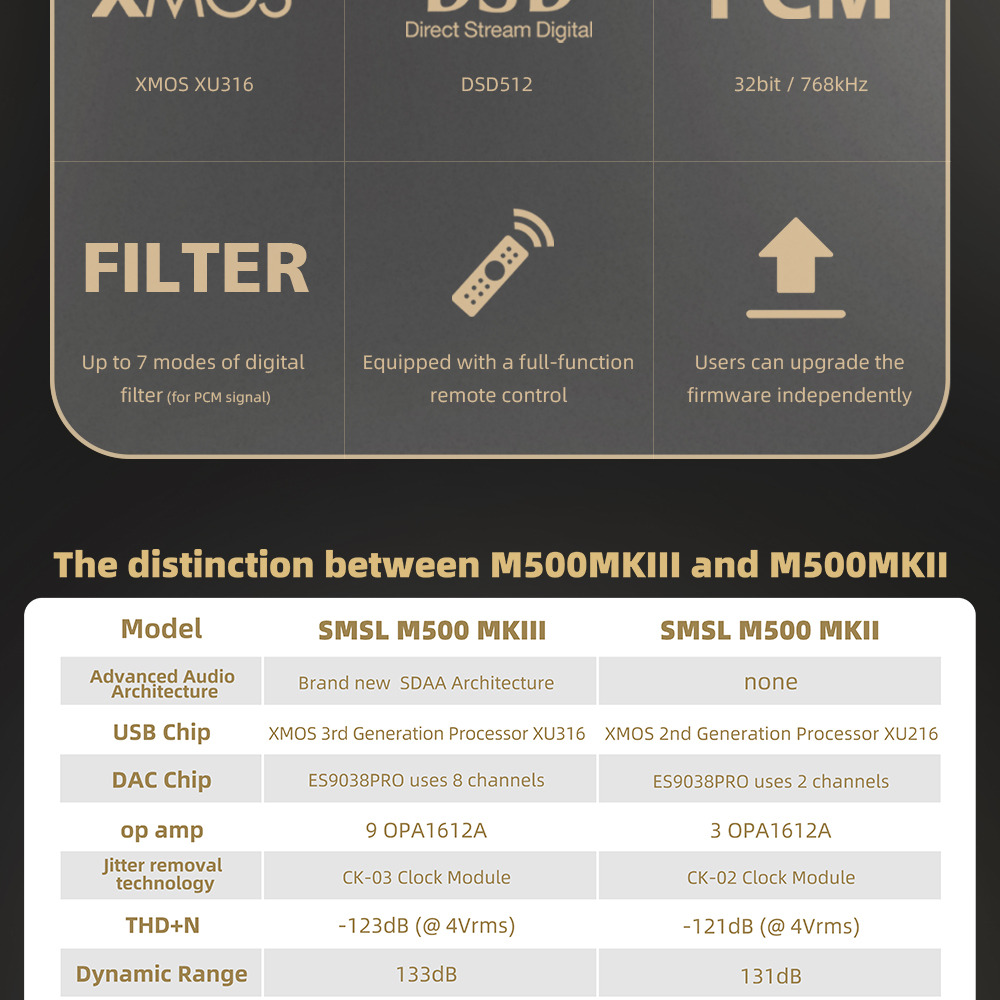 XMOS
DSD
PCM
Direct Stream Digital
XMOS XU316
DSD512
32bit / 768kHz
FILTER
Up to 7 modes of digital
filter (for PCM signal)
Equipped with a full-function
remote control
Users can upgrade the
firmware independently
The distinction between M500MKIII and M500MKII
Model SMSL M500 MKIII SMSL M500 MKII
Advanced Audio
Architecture
Brand new SDAA Architecture
none
USB Chip XMOS 3rd Generation Processor XU316 XMOS 2nd Generation Processor XU216
DAC Chip ES9038PRO uses 8 channels ES9038PRO uses 2 channels
op amp 9 OPA1612A 3 OPA1612A
Jitter removal
technology
CK-03 Clock Module
CK-02 Clock Module
THD+N -123dB (@ 4Vrms) -121dB (@ 4Vrms)
Dynamic Range 133dB 131dB